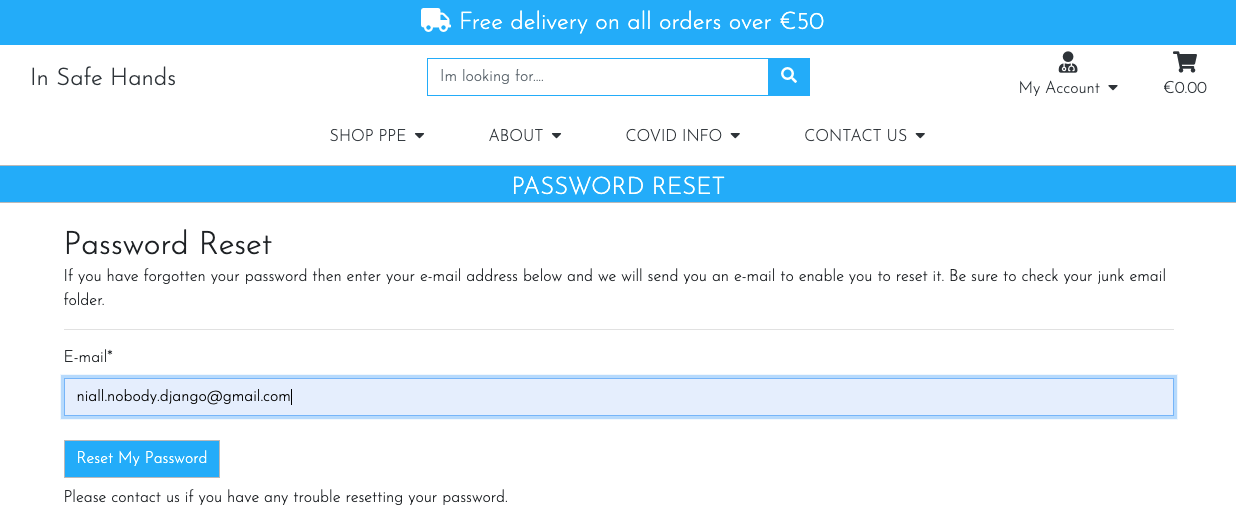 Free delivery on all orders over €50
In Safe Hands
Im looking for....
My Account
€0.00
SHOP PPE
ABOUT
COVID INFO
CONTACT US
PASSWORD RESET
Password Reset
If you have forgotten your password then enter your e-mail address below and we will send you an e-mail to enable you to reset it. Be sure to check your junk email
folder.
E-mail*
niall.nobody.django@gmail.com
Reset My Password
Please contact us if you have any trouble resetting your password.